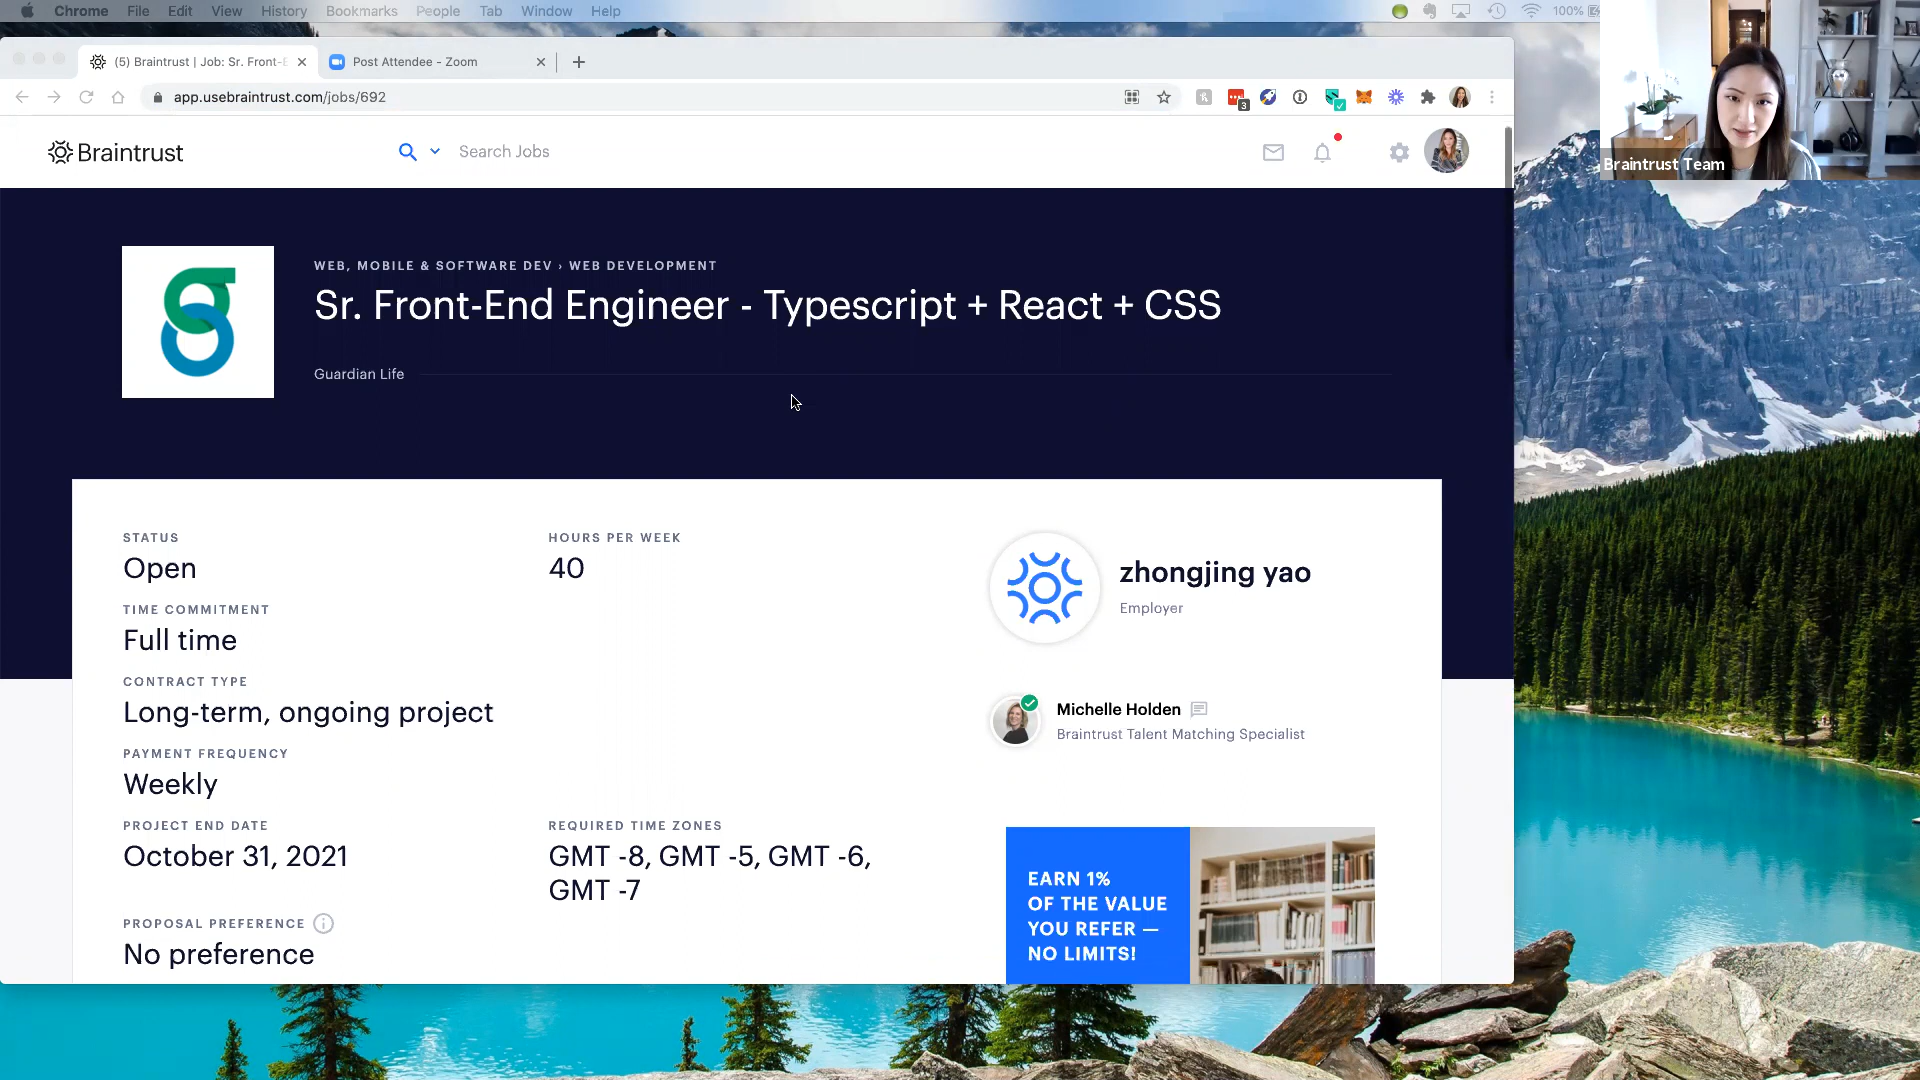 Chrome File Edit View History Bookmarks People Tab Window Help
100%
(5) Braintrust | Job: Sr. Front-E
Post Attendee - Zoom
app.usebraintrust.com/jobs/692
3
Braintrust
Search Jobs
Braintrust Team
WEB, MOBILE & SOFTWARE DEV › WEB DEVELOPMENT
Sr. Front-End Engineer - Typescript + React + CSS
Guardian Life
STATUS
Open
HOURS PER WEEK
40
TIME COMMITMENT
Full time
CONTRACT TYPE
Long-term, ongoing project
PAYMENT FREQUENCY
Weekly
PROJECT END DATE
October 31, 2021
REQUIRED TIME ZONES
GMT -8, GMT -5, GMT -6,
GMT -7
PROPOSAL PREFERENCE
No preference
zhongjing yao
Employer
Michelle Holden
Braintrust Talent Matching Specialist
EARN 1%
OF THE VALUE
YOU REFER —
NO LIMITS!